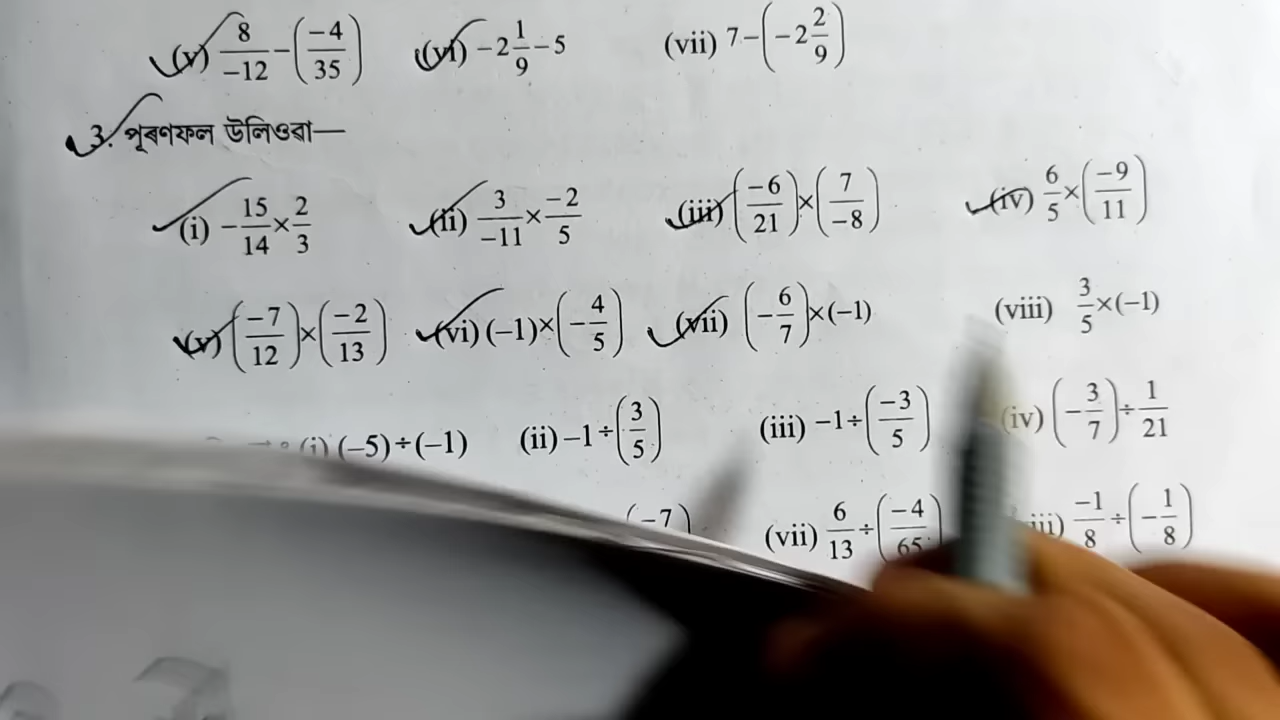 (v) 8/-12 - (-4/35) (vi) -2 1/9 - 5 (vii) 7 - (-2 2/9)
3. পূৰণফল উলিওৱা—
(i) -15/14 × 2/3 (ii) 3/-11 × -2/5 (iii) (-6/21) × (7/-8) (iv) 6/5 × (-9/11)
(v) (-7/12) × (-2/13) (vi) (-1) × (-4/5) (vii) (-6/7) × (-1) (viii) 3/5 × (-1)
(i) (-5) ÷ (-1) (ii) -1 ÷ (3/5) (iii) -1 ÷ (-3/5) (iv) (-3/7) ÷ 1/21
(-7 (vii) 6/13 ÷ (-4/65) -1/8 ÷ (-1/8)